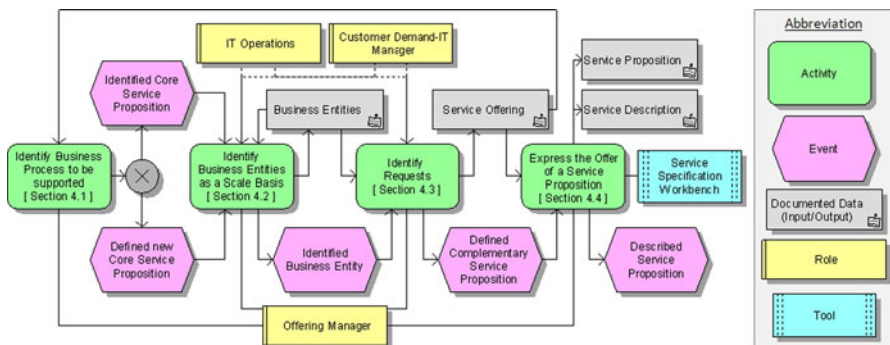 IT Operations
Customer Demand-IT
Manager
Identified Core
Service
Proposition
Business Entities
Service Offering
Service Proposition
Service Description
Identify Business
Process to be
supported
[ Section 4.1 ]
Identify
Business Entities
as a Scale Basis
[ Section 4.2 ]
Identify
Requests
[ Section 4.3 ]
Express the Offer
of a Service
Proposition
[ Section 4.4 ]
Service
Specification
Workbench
Defined new
Core Service
Proposition
Identified
Business Entity
Defined
Complementary
Service
Proposition
Described
Service
Proposition
Offering Manager
Abbreviation
Activity
Event
Documented Data
(Input/Output)
Role
Tool